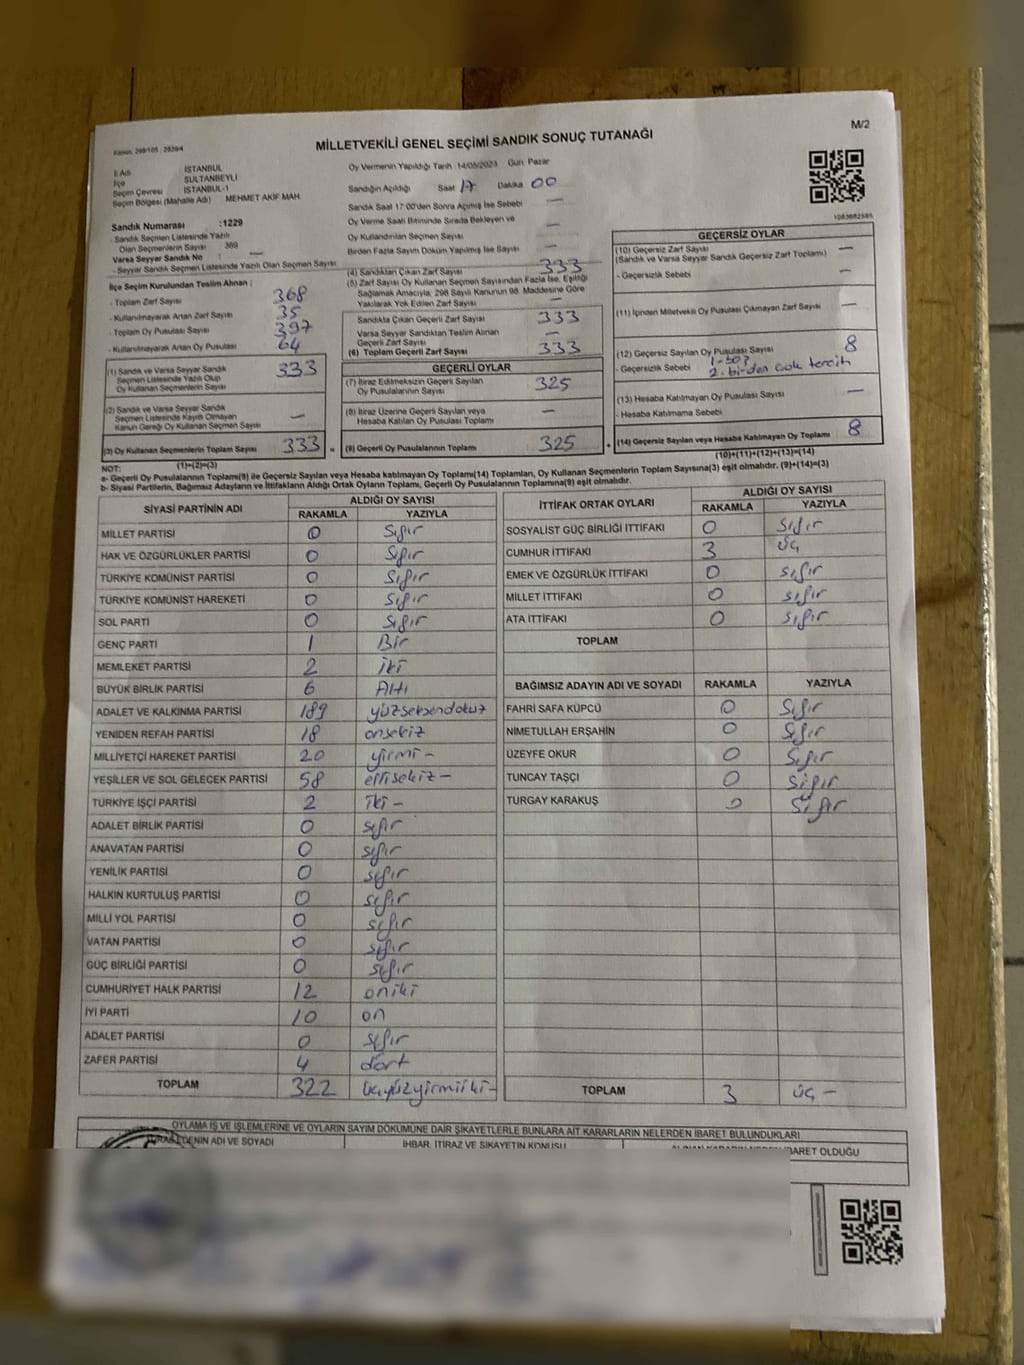 M/2
MİLLETVEKİLİ GENEL SEÇİMİ SANDIK SONUÇ TUTANAĞI
İl Adı İSTANBUL
İlçe SULTANBEYLİ
Seçim Çevresi İSTANBUL-1
Seçim Bölgesi (Mahalle Adı) MEHMET AKİF MAH.
Oy Vermenin Yapıldığı Tarih :14/05/2023 Gün: Pazar
Sandığın Açıldığı Saat 17 Dakika 00
Sandık Saat 17:00'den Sonra Açılmış İse Sebebi —
Oy Verme Saati Bitiminde Sırada Bekleyen ve
Oy Kullandırılan Seçmen Sayısı —
Birden Fazla Sayım Döküm Yapılmış İse Sayısı —
Sandık Numarası :1229
- Sandık Seçmen Listesinde Yazılı
Olan Seçmenlerin Sayısı 369
Varsa Seyyar Sandık No : —
- Seyyar Sandık Seçmen Listesinde Yazılı Olan Seçmen Sayısı
İlçe Seçim Kurulundan Teslim Alınan :
- Toplam Zarf Sayısı 368
- Kullanılmayarak Artan Zarf Sayısı 35
- Toplam Oy Pusulası Sayısı 397
- Kullanılmayarak Artan Oy Pusulası 64
(1) Sandık ve Varsa Seyyar Sandık
Seçmen Listesinde Yazılı Olup
Oy Kullanan Seçmenlerin Sayısı 333
(2) Sandık ve Varsa Seyyar Sandık
Seçmen Listesinde Kayıtlı Olmayan
Kanun Gereği Oy Kullanan Seçmen Sayısı —
(3) Oy Kullanan Seçmenlerin Toplam Sayısı 333
(1)+(2)=(3)
(4) Sandıktan Çıkan Zarf Sayısı 333
(5) Zarf Sayısı Oy Kullanan Seçmen Sayısından Fazla İse, Eşitliği
Sağlamak Amacıyla, 298 Sayılı Kanunun 98. Maddesine Göre
Yakılarak Yok Edilen Zarf Sayısı —
Sandıkta Çıkan Geçerli Zarf Sayısı 333
Varsa Seyyar Sandıktan Teslim Alınan
Geçerli Zarf Sayısı —
(6) Toplam Geçerli Zarf Sayısı 333
GEÇERLİ OYLAR
(7) İtiraz Edilmeksizin Geçerli Sayılan
Oy Pusulalarının Sayısı 325
(8) İtiraz Üzerine Geçerli Sayılan veya
Hesaba Katılan Oy Pusulası Toplamı —
= (9) Geçerli Oy Pusulalarının Toplamı 325
GEÇERSİZ OYLAR
(10) Geçersiz Zarf Sayısı —
(Sandık ve Varsa Seyyar Sandık Geçersiz Zarf Toplamı)
- Geçersizlik Sebebi —
(11) İçinden Milletvekili Oy Pusulası Çıkmayan Zarf Sayısı —
(12) Geçersiz Sayılan Oy Pusulası Sayısı 8
- Geçersizlik Sebebi
2. birden çok tercih
(13) Hesaba Katılmayan Oy Pusulası Sayısı —
- Hesaba Katılmama Sebebi
+ (14) Geçersiz Sayılan veya Hesaba Katılmayan Oy Toplamı 8
(10)+(11)+(12)+(13)=(14)
NOT:
a- Geçerli Oy Pusulalarının Toplamı(9) ile Geçersiz Sayılan veya Hesaba katılmayan Oy Toplamı(14) Toplamları, Oy Kullanan Seçmenlerin Toplam Sayısına(3) eşit olmalıdır. (9)+(14)=(3)
b- Siyasi Partilerin, Bağımsız Adayların ve İttifakların Aldığı Ortak Oyların Toplamı, Geçerli Oy Pusulalarının Toplamına(9) eşit olmalıdır.
SİYASİ PARTİNİN ADI ALDIĞI OY SAYISI
RAKAMLA YAZIYLA
MİLLET PARTİSİ 0 Sıfır
HAK VE ÖZGÜRLÜKLER PARTİSİ 0 Sıfır
TÜRKİYE KOMÜNİST PARTİSİ 0 Sıfır
TÜRKİYE KOMÜNİST HAREKETİ 0 Sıfır
SOL PARTİ 0 Sıfır
GENÇ PARTİ 1 Bir
MEMLEKET PARTİSİ 2 iki
BÜYÜK BİRLİK PARTİSİ 6 Altı
ADALET VE KALKINMA PARTİSİ 189 yüzseksendokuz
YENİDEN REFAH PARTİSİ 18 onsekiz
MİLLİYETÇİ HAREKET PARTİSİ 20 yirmi –
YEŞİLLER VE SOL GELECEK PARTİSİ 58 ellisekiz –
TÜRKİYE İŞÇİ PARTİSİ 2 İki –
ADALET BİRLİK PARTİSİ 0 sıfır
ANAVATAN PARTİSİ 0 sıfır
YENİLİK PARTİSİ 0 sıfır
HALKIN KURTULUŞ PARTİSİ 0 sıfır
MİLLİ YOL PARTİSİ 0 sıfır
VATAN PARTİSİ 0 sıfır
GÜÇ BİRLİĞİ PARTİSİ 0 sıfır
CUMHURİYET HALK PARTİSİ 12 oniki
İYİ PARTİ 10 on
ADALET PARTİSİ 0 sıfır
ZAFER PARTİSİ 4 dört
TOPLAM 322 üçyüzyirmiiki –
İTTİFAK ORTAK OYLARI ALDIĞI OY SAYISI
RAKAMLA YAZIYLA
SOSYALİST GÜÇ BİRLİĞİ İTTİFAKI 0 Sıfır
CUMHUR İTTİFAKI 3 üç
EMEK VE ÖZGÜRLÜK İTTİFAKI 0 sıfır
MİLLET İTTİFAKI 0 sıfır
ATA İTTİFAKI 0 sıfır
TOPLAM
BAĞIMSIZ ADAYIN ADI VE SOYADI RAKAMLA YAZIYLA
FAHRİ SAFA KÜPCÜ 0 Sıfır
NİMETULLAH ERŞAHİN 0 Sıfır
ÜZEYFE OKUR 0 Sıfır
TUNCAY TAŞÇI 0 Sıfır
TURGAY KARAKUŞ 0 Sıfır
TOPLAM 3 üç –
OYLAMA İŞ VE İŞLEMLERİNE VE OYLARIN SAYIM DÖKÜMÜNE DAİR ŞİKAYETLERLE BUNLARA AİT KARARLARIN NELERDEN İBARET BULUNDUKLARI
ADI VE SOYADI İHBAR, İTİRAZ VE ŞİKAYETİN KONUSU İBARET OLDUĞU